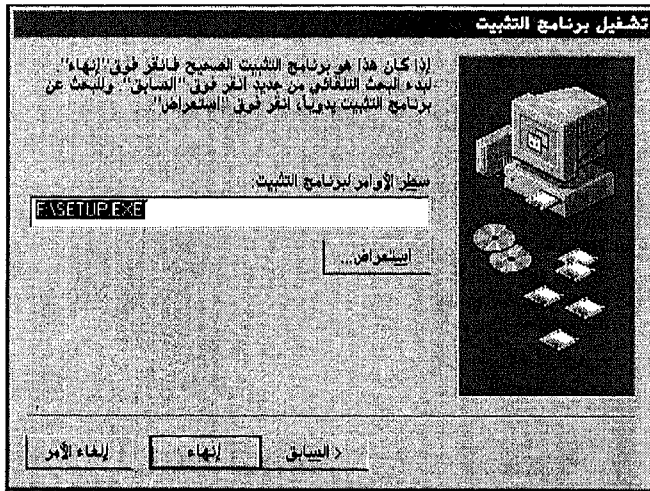 تشغيل برنامج التثبيت
إذا كان هذا هو برنامج التثبيت الصحيح فانقر فوق "إنهاء"
لبدء البحث التلقائي من جديد انقر فوق "السابق" وللبحث عن
برنامج التثبيت يدوياً، انقر فوق "استعراض".
سطر الأوامر لبرنامج التثبيت:
F:\SETUP.EXE
استعراض...
< السابق
إنهاء
إلغاء الأمر